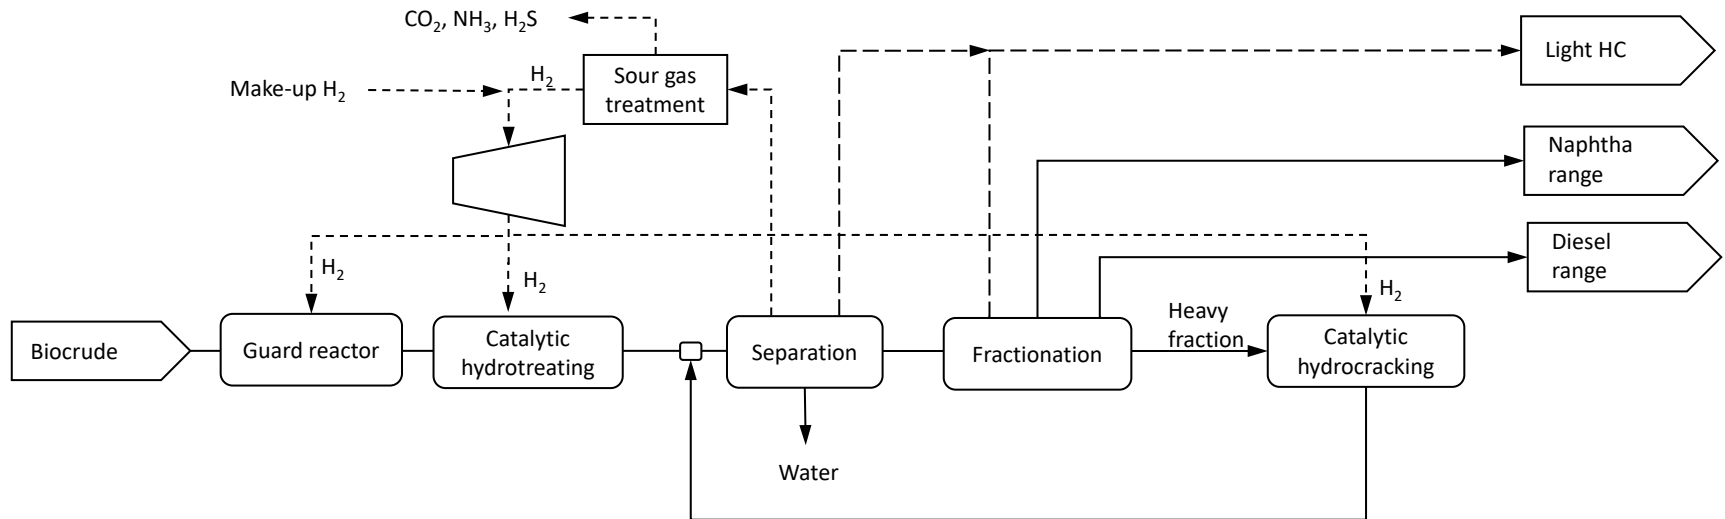 CO₂, NH₃, H₂S
Light HC
Sour gas
treatment
H₂
Make-up H₂
Naphtha
range
Diesel
range
H₂
H₂
H₂
Heavy
fraction
Biocrude
Guard reactor
Catalytic
hydrotreating
Separation
Fractionation
Catalytic
hydrocracking
Water